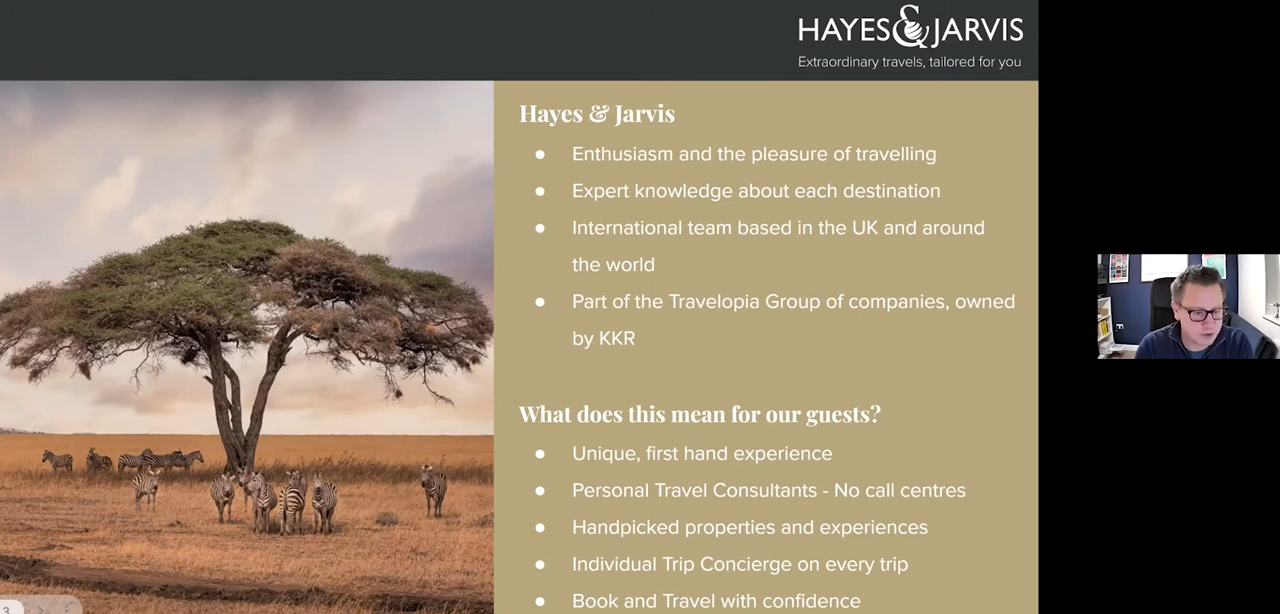 HAYES & JARVIS
Extraordinary travels, tailored for you
Hayes & Jarvis
● Enthusiasm and the pleasure of travelling
● Expert knowledge about each destination
● International team based in the UK and around
the world
● Part of the Travelopia Group of companies, owned
by KKR
What does this mean for our guests?
● Unique, first hand experience
● Personal Travel Consultants - No call centres
● Handpicked properties and experiences
● Individual Trip Concierge on every trip
● Book and Travel with confidence
3